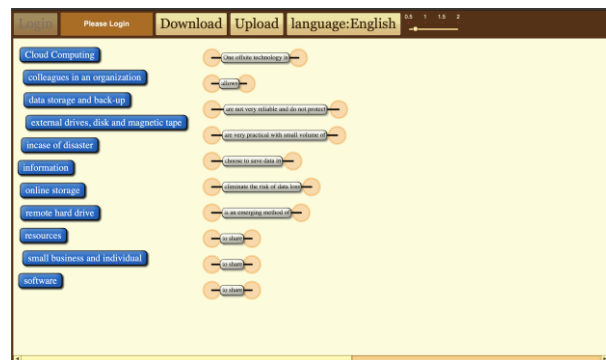 Login Please Login Download Upload language:English 0.5 1 1.5 2
Cloud Computing
One offsite technology is
colleagues in an organization
allows
data storage and back-up
are not very reliable and do not protect
external drives, disk and magnetic tape
are very practical with small volume of
incase of disaster
choose to save data in
information
eliminate the risk of data loss
online storage
remote hard drive
is an emerging method of
resources
to share
small business and individual
to share
software
to share